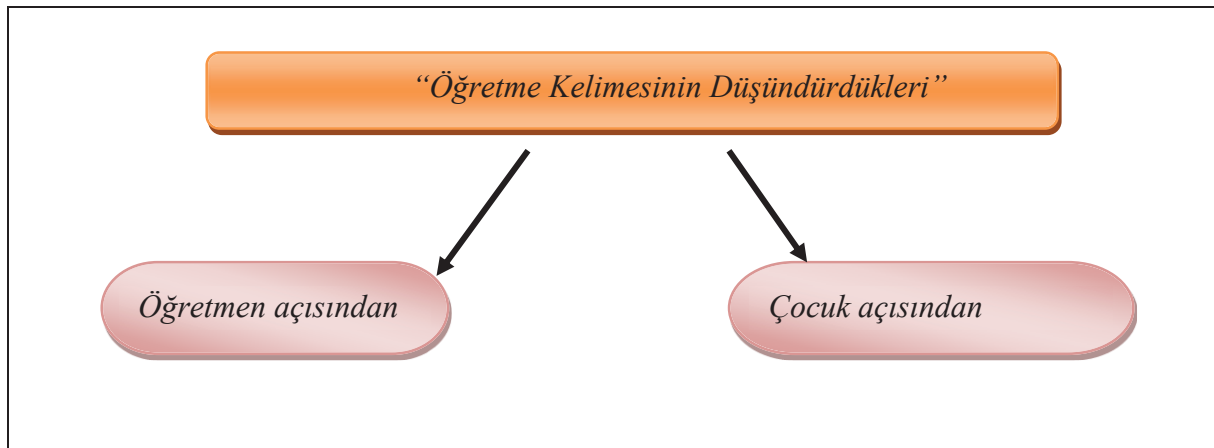 “Öğretme Kelimesinin Düşündürdükleri”
Öğretmen açısından
Çocuk açısından